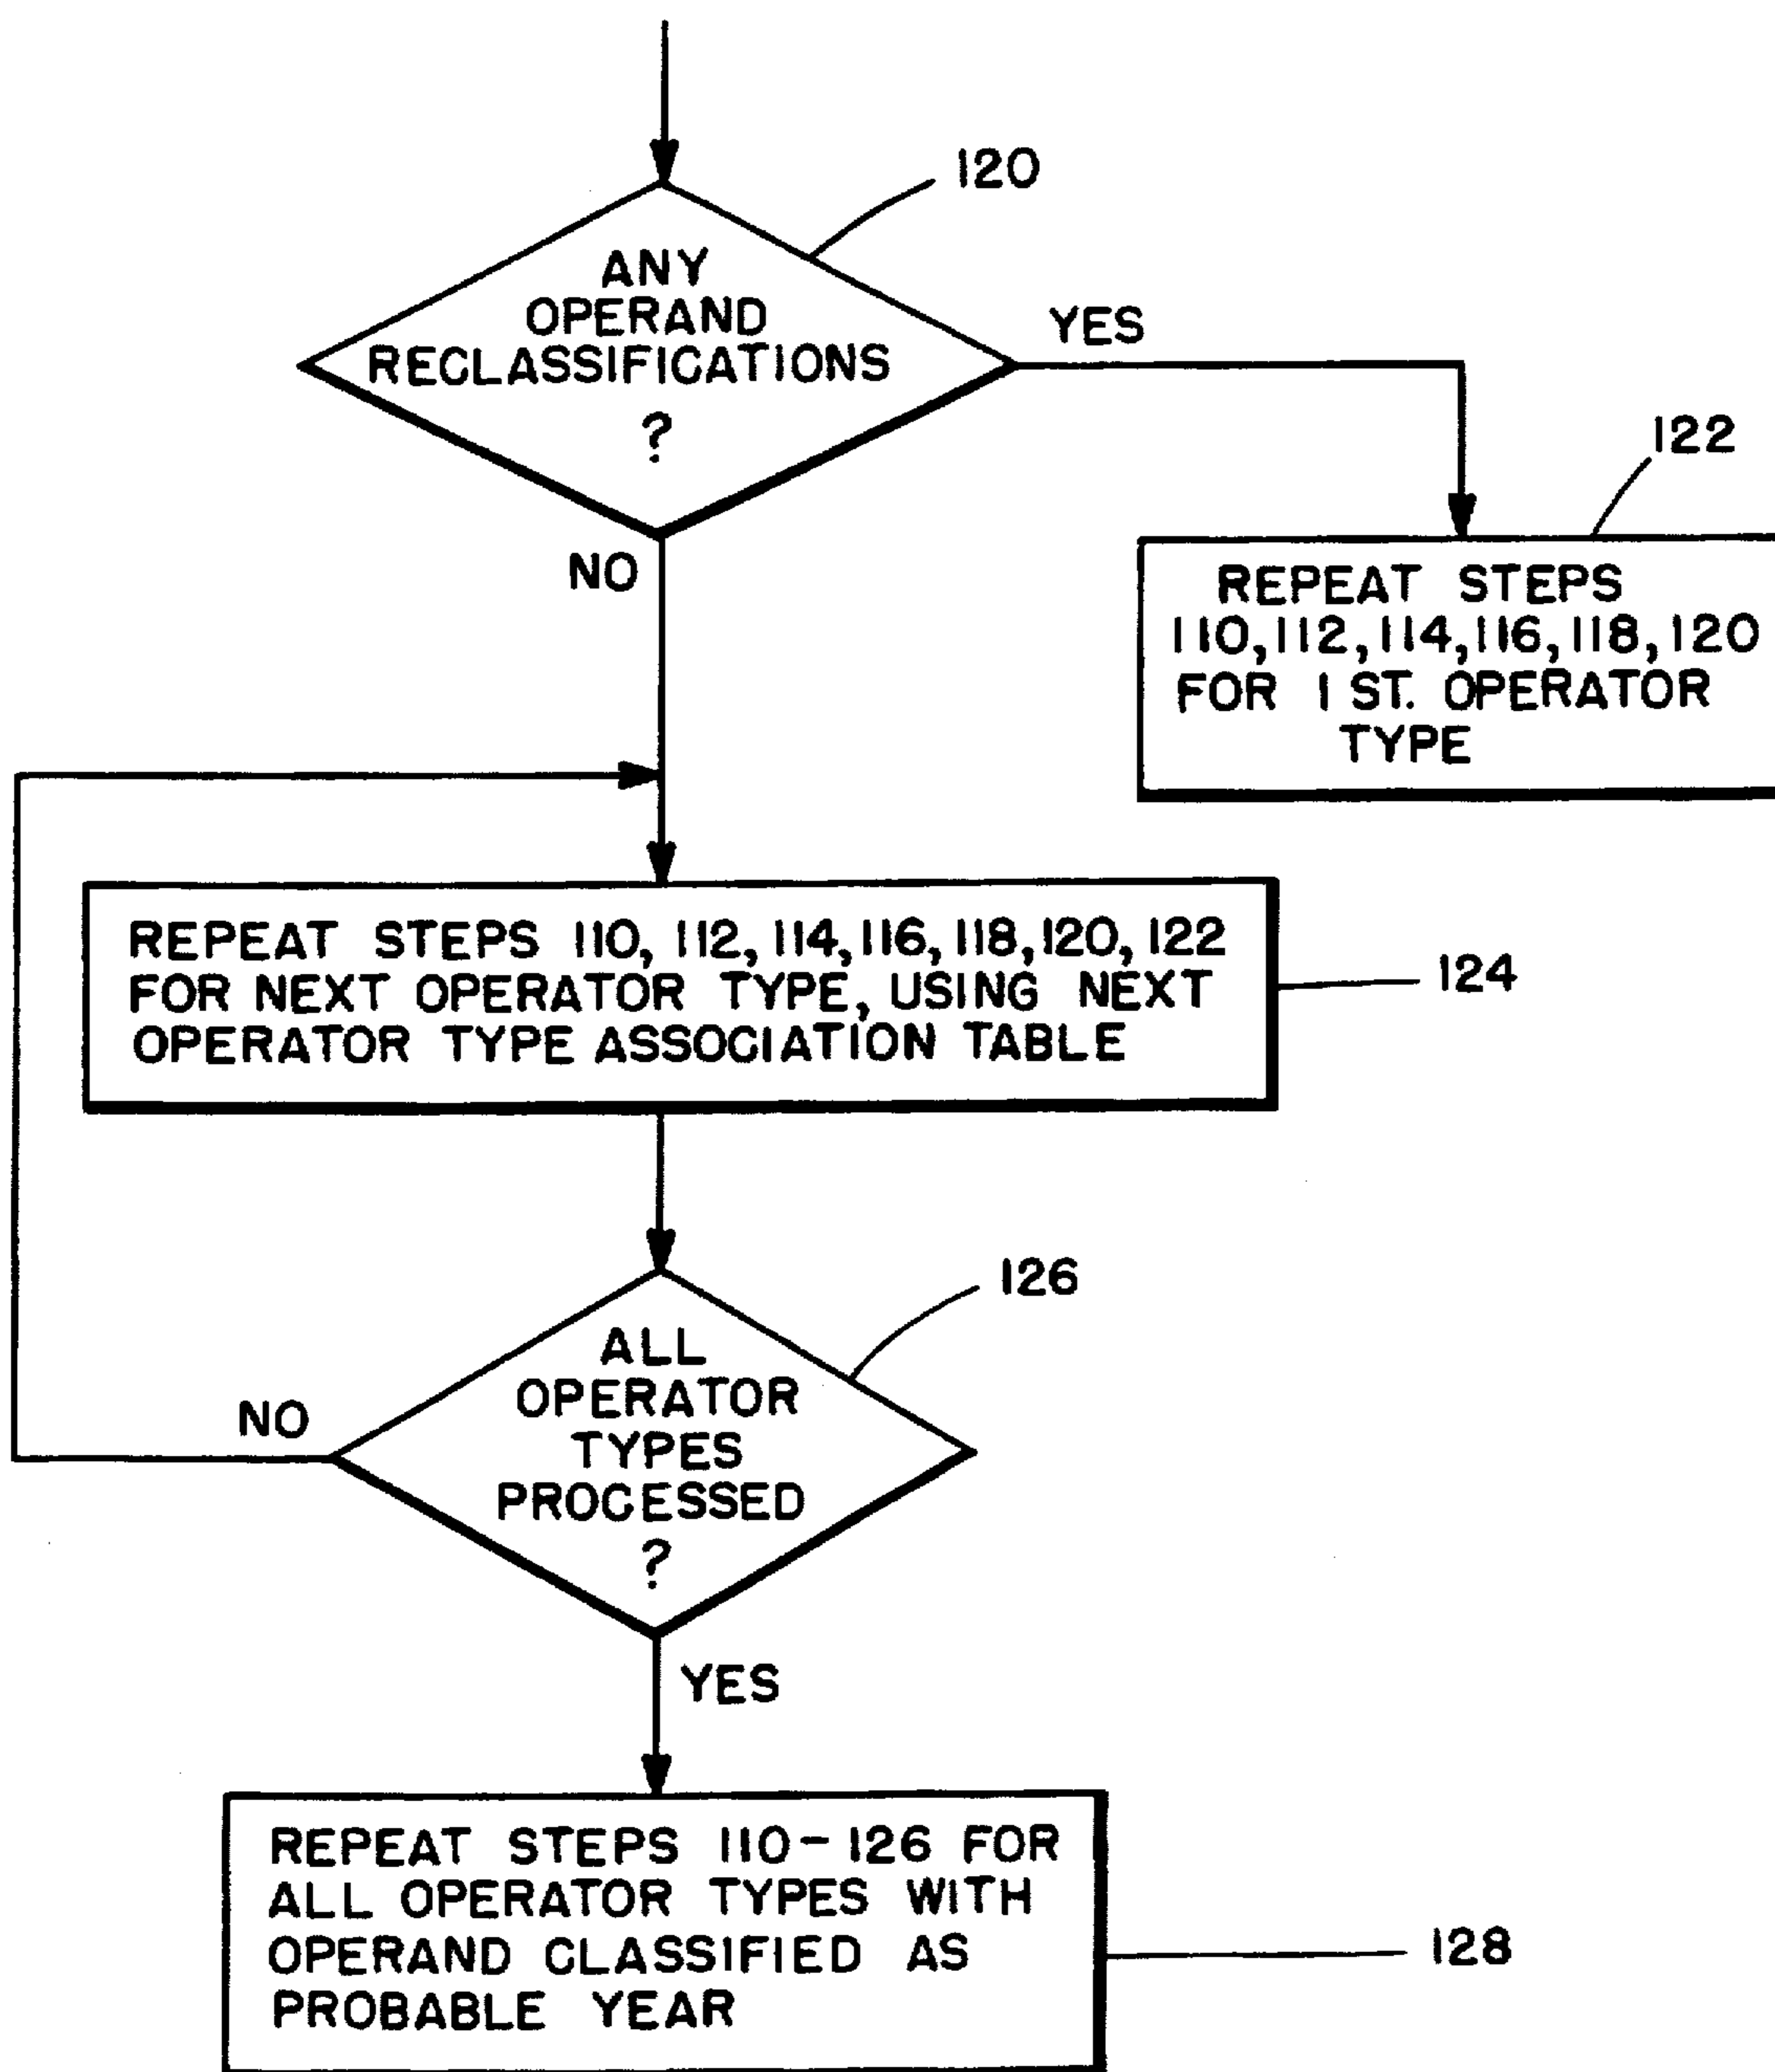 120
ANY
OPERAND
RECLASSIFICATIONS
?
YES
NO
122
REPEAT STEPS
110,112,114,116,118,120
FOR 1 ST. OPERATOR
TYPE
REPEAT STEPS 110, 112, 114, 116, 118, 120, 122
FOR NEXT OPERATOR TYPE, USING NEXT
OPERATOR TYPE ASSOCIATION TABLE
124
126
ALL
OPERATOR
TYPES
PROCESSED
?
NO
YES
REPEAT STEPS 110-126 FOR
ALL OPERATOR TYPES WITH
OPERAND CLASSIFIED AS
PROBABLE YEAR
128